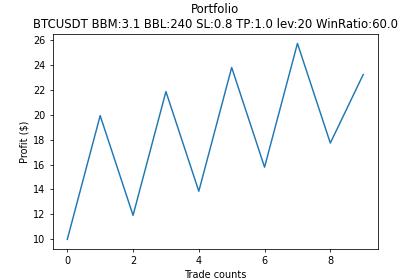 Portfolio
BTCUSDT BBM:3.1 BBL:240 SL:0.8 TP:1.0 lev:20 WinRatio:60.0
26
24
22
20
18
16
14
12
10
Profit ($)
0 2 4 6 8
Trade counts